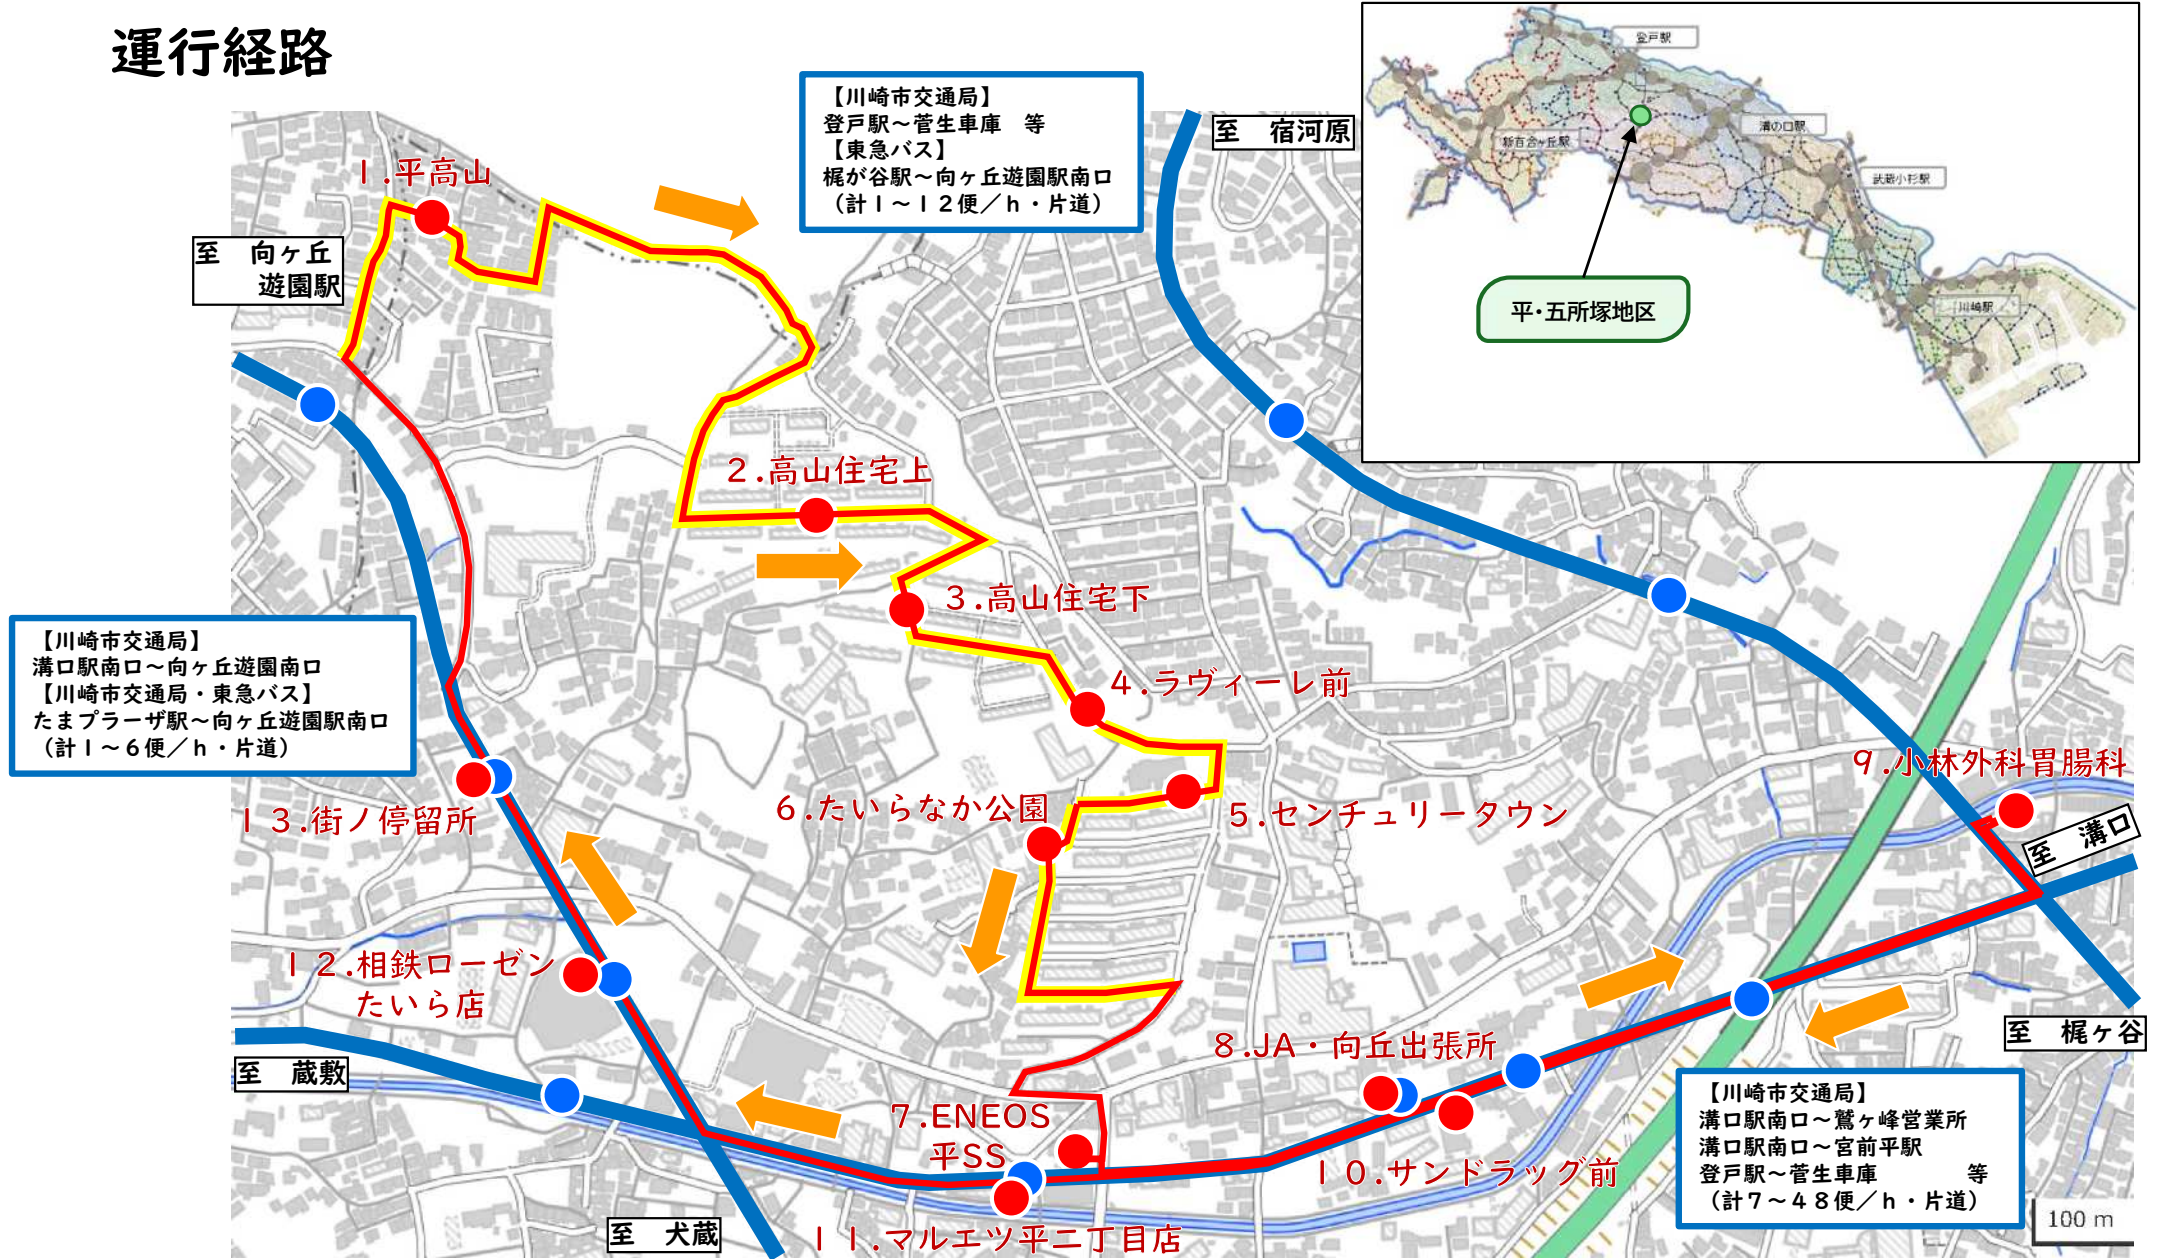 運行経路
【川崎市交通局】
登戸駅～菅生車庫　等
【東急バス】
梶が谷駅～向ヶ丘遊園駅南口
（計１～１２便／ｈ・片道）
至　宿河原
登戸駅
新百合ヶ丘駅
溝の口駅
武蔵小杉駅
川崎駅
平・五所塚地区
１.平高山
至　向ヶ丘
遊園駅
２.高山住宅上
３.高山住宅下
【川崎市交通局】
溝口駅南口～向ヶ丘遊園南口
【川崎市交通局・東急バス】
たまプラーザ駅～向ヶ丘遊園駅南口
（計１～６便／ｈ・片道）
４.ラヴィーレ前
９.小林外科胃腸科
１３.街ノ停留所
６.たいらなか公園
５.センチュリータウン
至　溝口
１２.相鉄ローゼン
たいら店
至　蔵敷
８.JA・向丘出張所
至　梶ヶ谷
７.ENEOS
平SS
１０.サンドラッグ前
【川崎市交通局】
溝口駅南口～鷲ヶ峰営業所
溝口駅南口～宮前平駅
登戸駅～菅生車庫　　　等
（計７～４８便／ｈ・片道）
至　犬蔵
１１.マルエツ平二丁目店
100 m